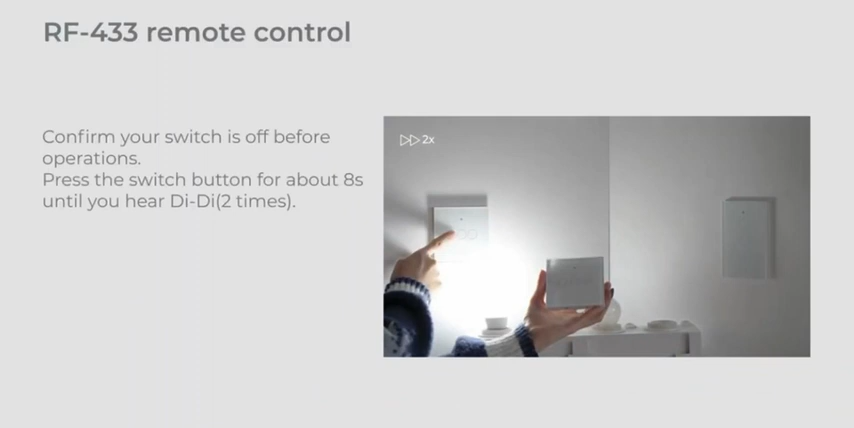 RF-433 remote control
Confirm your switch is off before
operations.
Press the switch button for about 8s
until you hear Di-Di(2 times).
2x